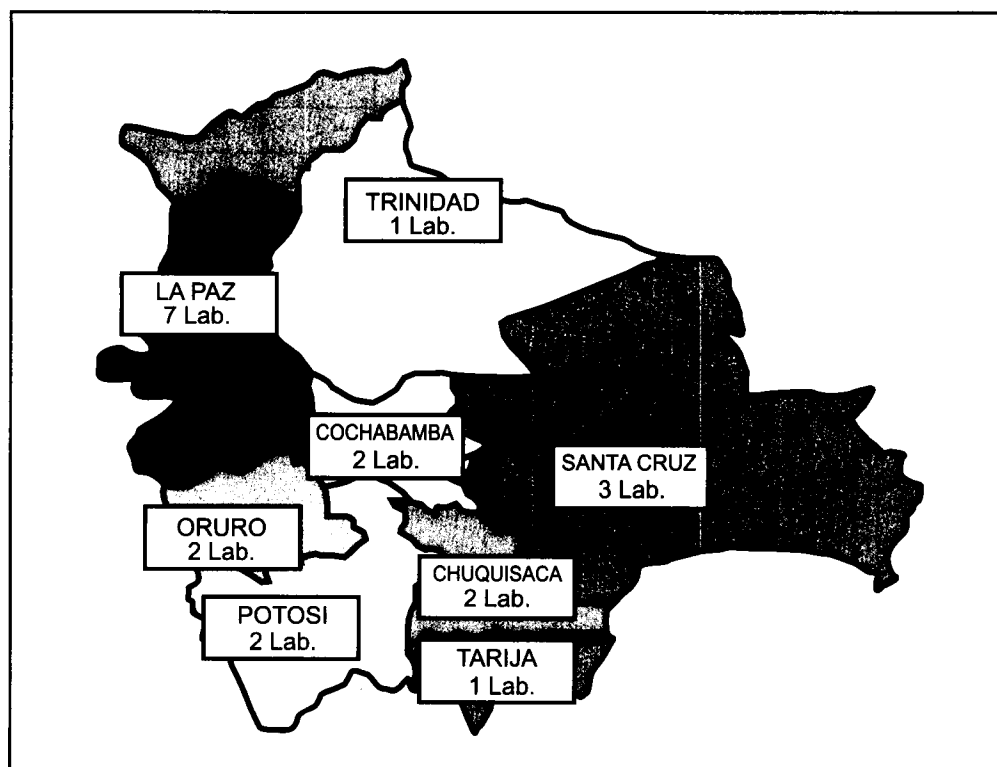 TRINIDAD
1 Lab.
LA PAZ
7 Lab.
COCHABAMBA
2 Lab.
SANTA CRUZ
3 Lab.
ORURO
2 Lab.
CHUQUISACA
2 Lab.
POTOSI
2 Lab.
TARIJA
1 Lab.